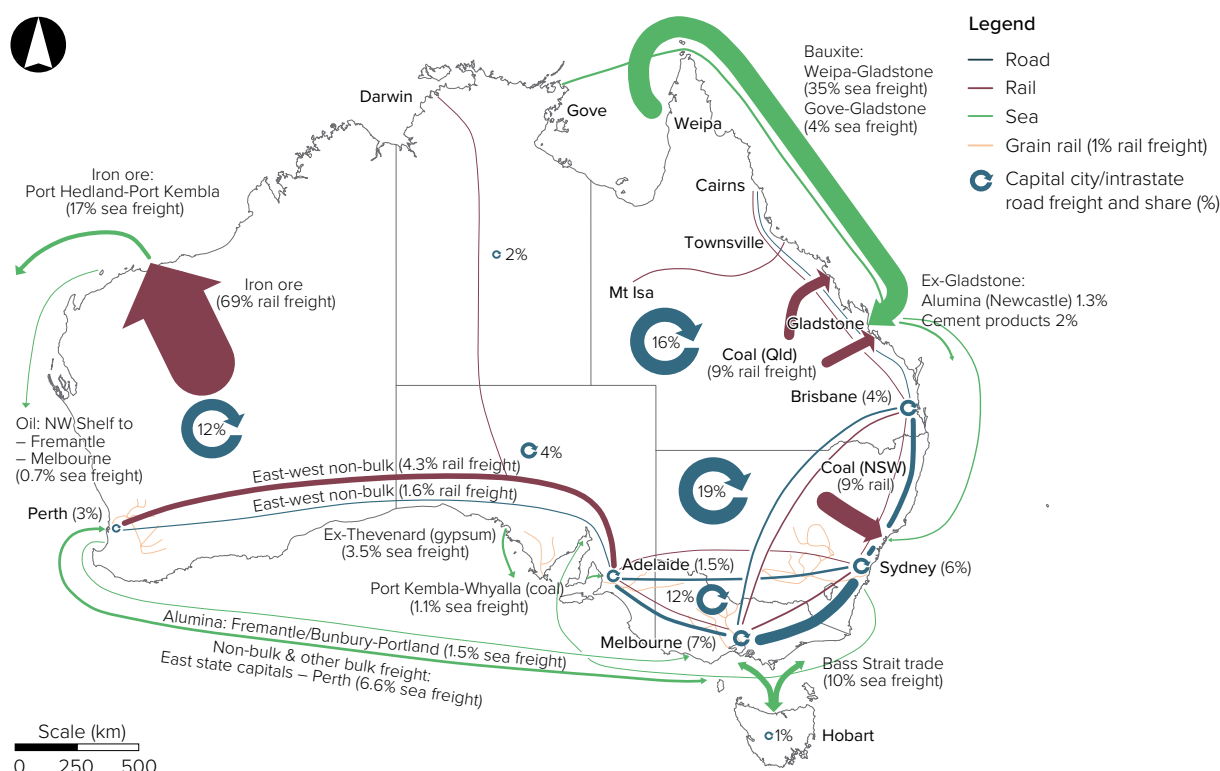 Legend
Road
Rail
Sea
Grain rail (1% rail freight)
Capital city/intrastate
road freight and share (%)
Bauxite:
Weipa-Gladstone
(35% sea freight)
Gove-Gladstone
(4% sea freight)
Darwin
Gove
Weipa
Cairns
Townsville
Mt Isa
Iron ore:
Port Hedland-Port Kembla
(17% sea freight)
Iron ore
(69% rail freight)
2%
Ex-Gladstone:
Alumina (Newcastle) 1.3%
Cement products 2%
Gladstone
16%
Coal (Qld)
(9% rail freight)
Brisbane (4%)
12%
Oil: NW Shelf to
– Fremantle
– Melbourne
(0.7% sea freight)
4%
East-west non-bulk (4.3% rail freight)
East-west non-bulk (1.6% rail freight)
Coal (NSW)
(9% rail)
19%
Perth (3%)
Ex-Thevenard (gypsum)
(3.5% sea freight)
Adelaide (1.5%)
Sydney (6%)
Port Kembla-Whyalla (coal)
(1.1% sea freight)
12%
Melbourne (7%)
Alumina: Fremantle/Bunbury-Portland (1.5% sea freight)
Non-bulk & other bulk freight:
East state capitals – Perth (6.6% sea freight)
Bass Strait trade
(10% sea freight)
1%
Hobart
Scale (km)
0 250 500